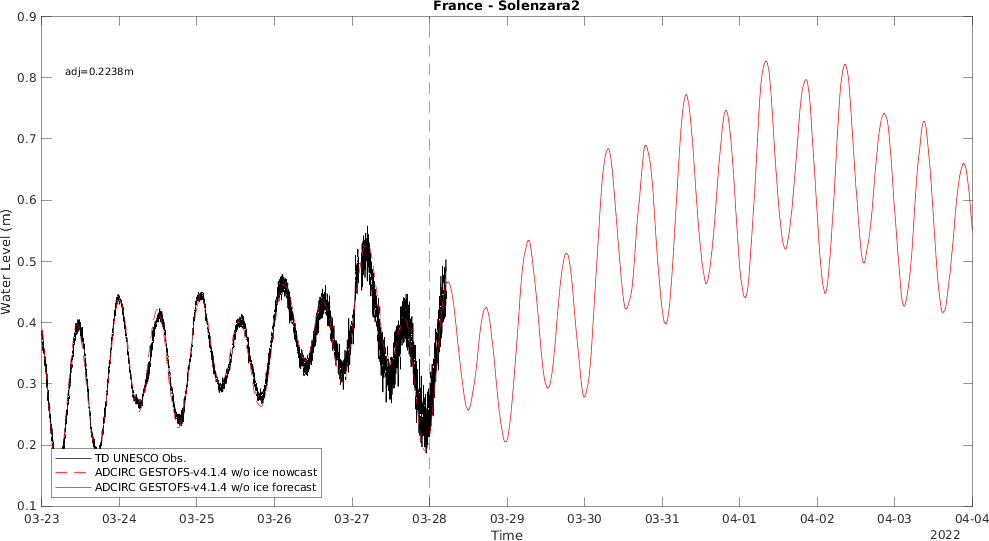 France - Solenzara2
0.9
0.8
0.7
0.6
0.5
0.4
0.3
0.2
0.1
Water Level (m)
adj=0.2238m
TD UNESCO Obs.
ADCIRC GESTOFS-v4.1.4 w/o ice nowcast
ADCIRC GESTOFS-v4.1.4 w/o ice forecast
03-23 03-24 03-25 03-26 03-27 03-28 03-29 03-30 03-31 04-01 04-02 04-03 04-04
Time
2022